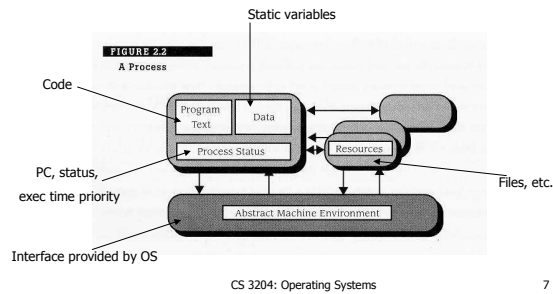 Static variables
FIGURE 2.2
A Process
Code
Program
Text
Data
PC, status,
exec time priority
Process Status
Resources
Files, etc.
Abstract Machine Environment
Interface provided by OS
CS 3204: Operating Systems
7